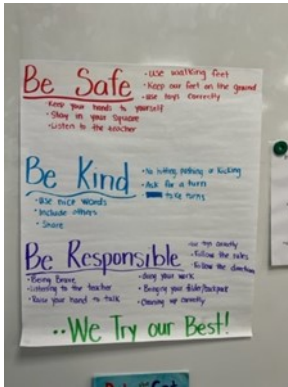 Be Safe
• Use walking feet
• Keep our feet on the ground
• Use toys correctly
• Keep your hands to yourself
• Stay in your square
• Listen to the teacher
Be Kind
• No hitting, pushing or kicking
• Ask for a turn
• take turns
• Use nice words
• Include others
• Share
Be Responsible
• Use toys correctly
• Follow the rules
• Follow the directions
• Being Brave
• Listening to the teacher
• Raise your hand to talk
• doing your work
• Bringing your folder/backpack
• Cleaning up correctly
..We Try our Best!